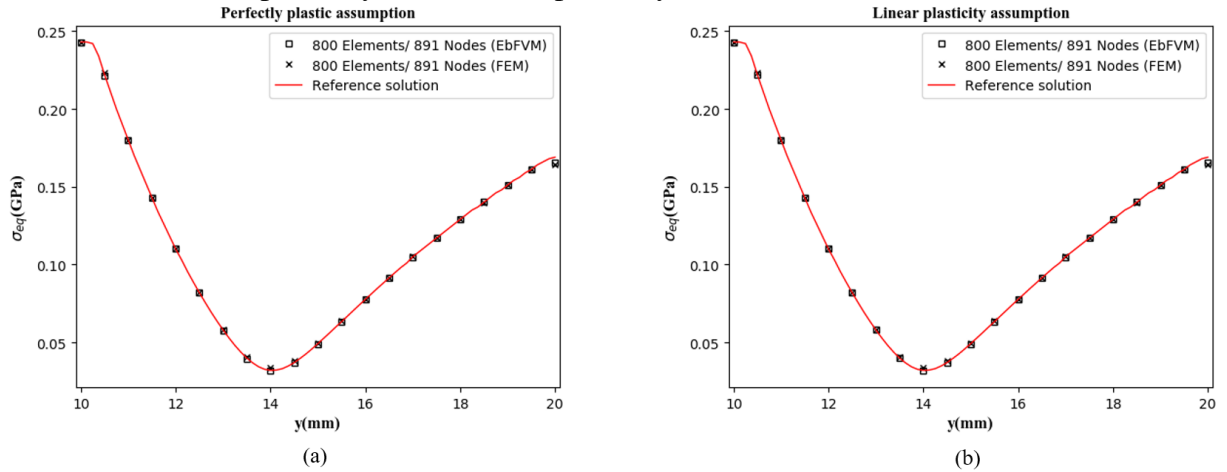 Perfectly plastic assumption
0.25
0.20
0.15
0.10
0.05
σeq(GPa)
800 Elements/ 891 Nodes (EbFVM)
800 Elements/ 891 Nodes (FEM)
Reference solution
10 12 14 16 18 20
y(mm)
(a)
Linear plasticity assumption
0.25
0.20
0.15
0.10
0.05
σeq(GPa)
800 Elements/ 891 Nodes (EbFVM)
800 Elements/ 891 Nodes (FEM)
Reference solution
10 12 14 16 18 20
y(mm)
(b)